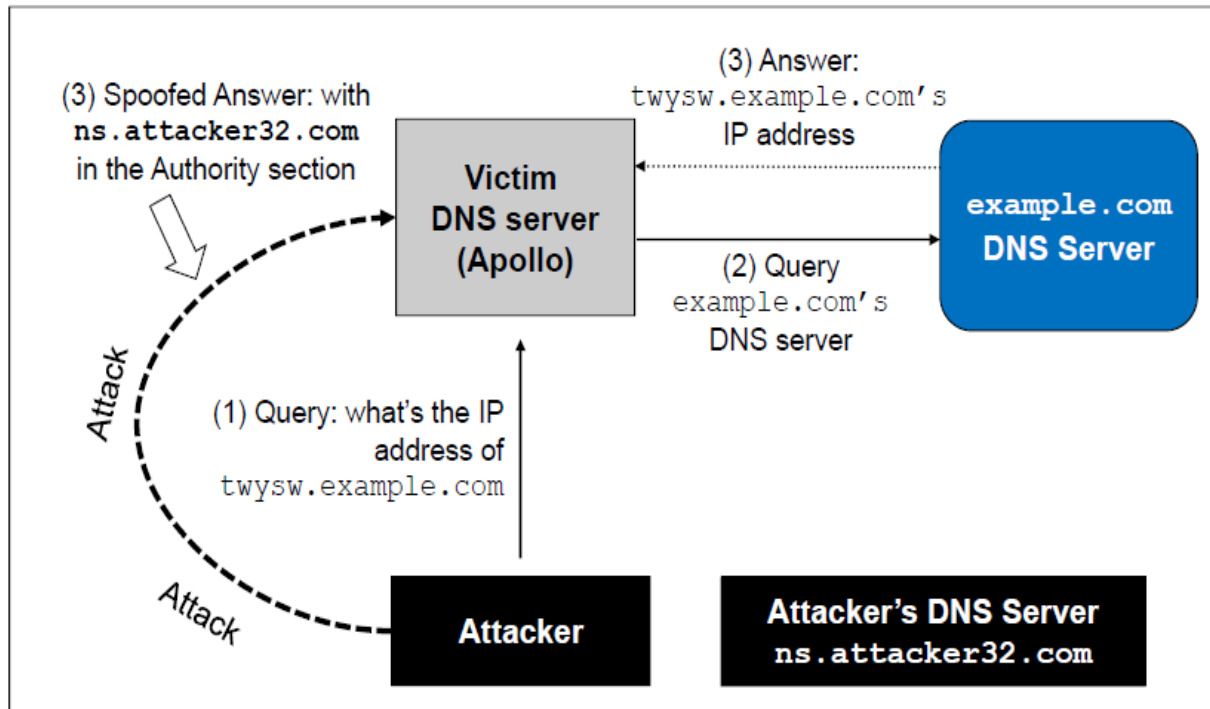 (3) Spoofed Answer: with
ns.attacker32.com
in the Authority section
(3) Answer:
twysw.example.com's
IP address
Victim
DNS server
(Apollo)
example.com
DNS Server
(2) Query
example.com's
DNS server
Attack
(1) Query: what's the IP
address of
twysw.example.com
Attack
Attacker
Attacker's DNS Server
ns.attacker32.com